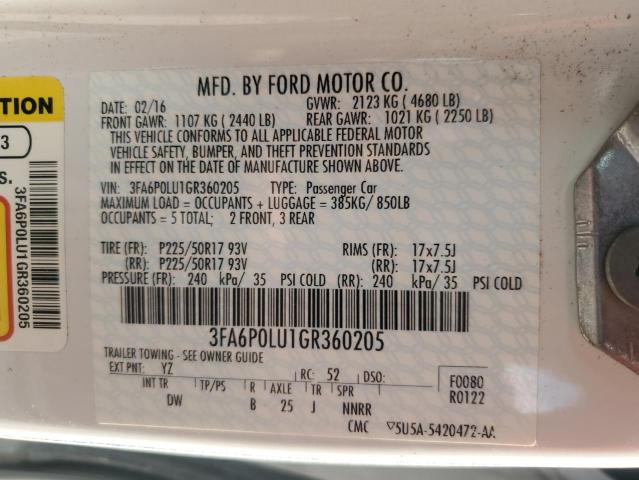 MFD. BY FORD MOTOR CO.
DATE: 02/16 GVWR: 2123 KG ( 4680 LB)
FRONT GAWR: 1107 KG ( 2440 LB) REAR GAWR: 1021 KG ( 2250 LB)
THIS VEHICLE CONFORMS TO ALL APPLICABLE FEDERAL MOTOR
VEHICLE SAFETY, BUMPER, AND THEFT PREVENTION STANDARDS
IN EFFECT ON THE DATE OF MANUFACTURE SHOWN ABOVE.
VIN: 3FA6P0LU1GR360205 TYPE: Passenger Car
MAXIMUM LOAD = OCCUPANTS + LUGGAGE = 385KG/ 850LB
OCCUPANTS = 5 TOTAL; 2 FRONT, 3 REAR
TIRE (FR): P225/50R17 93V RIMS (FR): 17x7.5J
(RR): P225/50R17 93V (RR): 17x7.5J
PRESSURE (FR): 240 kPa/ 35 PSI COLD (RR): 240 kPa/ 35 PSI COLD
3FA6P0LU1GR360205
TRAILER TOWING - SEE OWNER GUIDE
EXT PNT: YZ RC: 52 DSO: F0080
INT TR TP/PS R AXLE TR SPR R0122
DW B 25 J NNRR
CMC 5U5A-5420472-AA
TION
3
s.
3FA6P0LU1GR360205